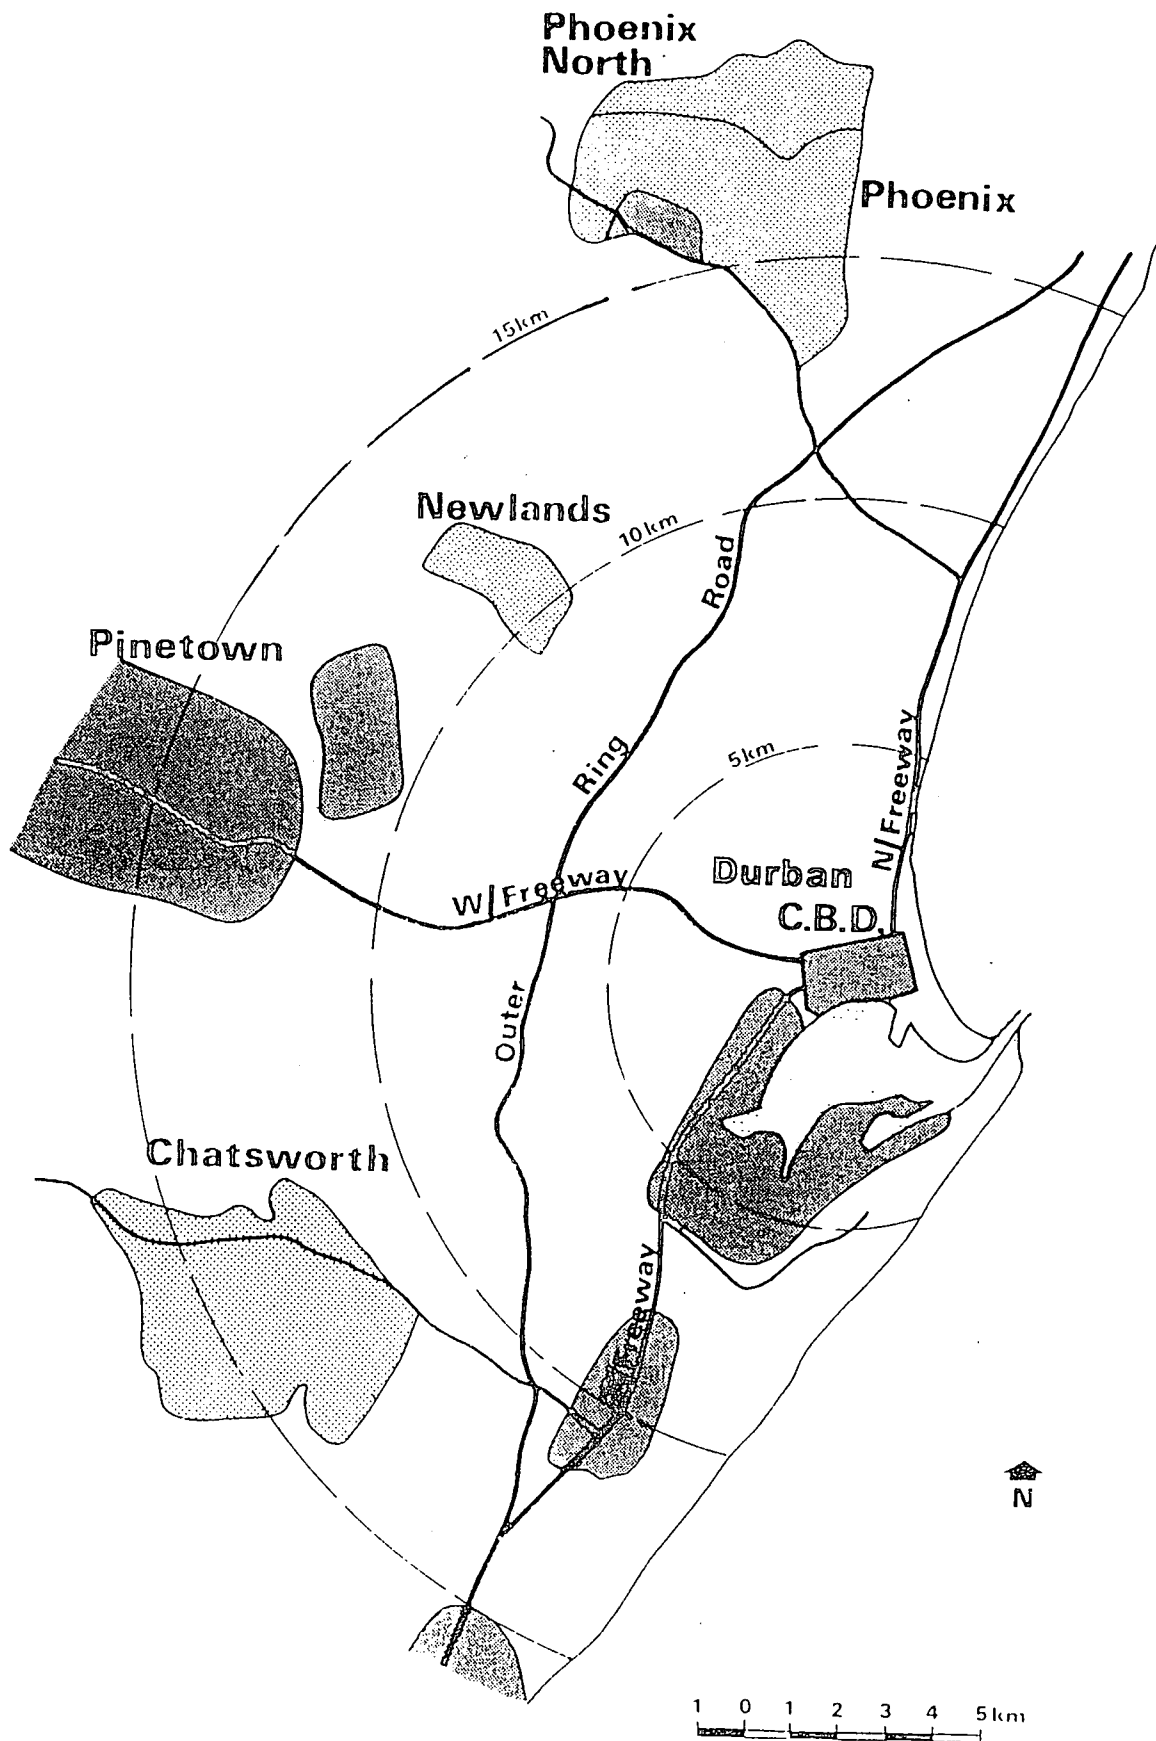 Phoenix
North
Phoenix
15km
Newlands
10km
Road
Pinetown
Ring
5km
N/Freeway
Durban
C.B.D.
W/Freeway
Outer
Chatsworth
Freeway
N
1 0 1 2 3 4 5km